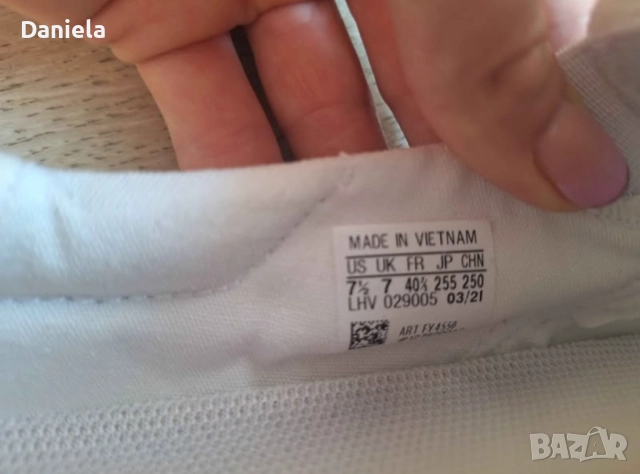 Daniela
MADE IN VIETNAM
US UK FR JP CHN
7½ 7 40⅔ 255 250
LHV 029005 03/21
ART FY4550
BAZAR